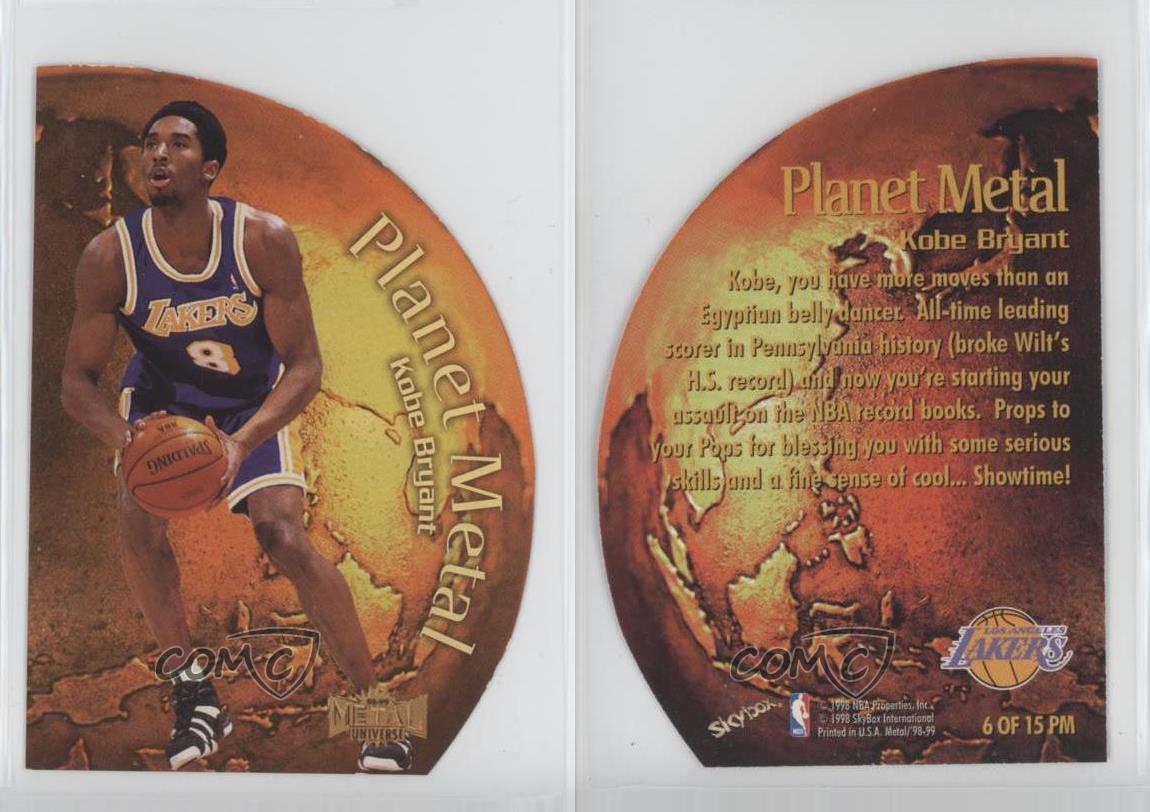 LAKERS
8
SPALDING
NBA
Planet Metal
Kobe Bryant
98-99
METAL
UNIVERSE
COMC
Planet Metal
Kobe Bryant
Kobe, you have more moves than an
Egyptian belly dancer. All-time leading
scorer in Pennsylvania history (broke Wilt's
H.S. record) and now you're starting your
assault on the NBA record books. Props to
your Pops for blessing you with some serious
skills and a fine sense of cool... Showtime!
LOS ANGELES
LAKERS
COMC
SkyBox
NBA
© 1998 NBA Properties, Inc.
© 1998 SkyBox International
Printed in U.S.A. Metal/'98-99
6 OF 15 PM